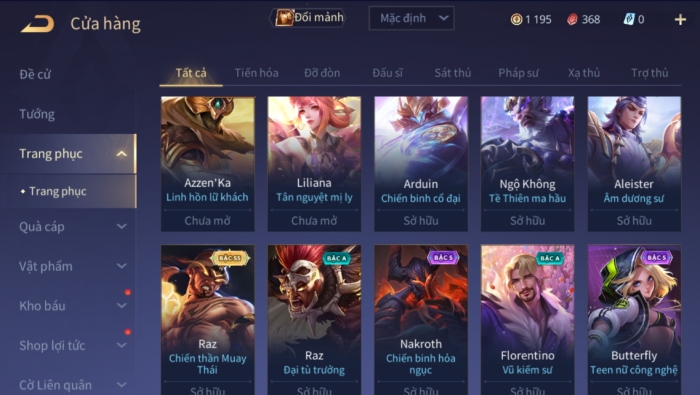 Cửa hàng
Đổi mảnh
Mặc định
1 195
368
0
Đề cử
Tướng
Trang phục
Trang phục
Quà cáp
Vật phẩm
Kho báu
Shop lợi tức
Cờ Liên quân
Tất cả
Tiến hóa
Đỡ đòn
Đấu sĩ
Sát thủ
Pháp sư
Xạ thủ
Trợ thủ
Azzen'Ka
Linh hồn lữ khách
Chưa mở
Liliana
Tân nguyệt mị ly
Chưa mở
Arduin
Chiến binh cổ đại
Sở hữu
Ngộ Không
Tề Thiên ma hầu
Sở hữu
Aleister
Âm dương sư
Sở hữu
BẬC SS
Raz
Chiến thần Muay
Thái
Sở hữu
BẬC A
Raz
Đại tù trưởng
Sở hữu
BẬC S
Nakroth
Chiến binh hỏa
ngục
Sở hữu
BẬC A
Florentino
Vũ kiếm sư
Sở hữu
BẬC S
Butterfly
Teen nữ công nghệ
Sở hữu